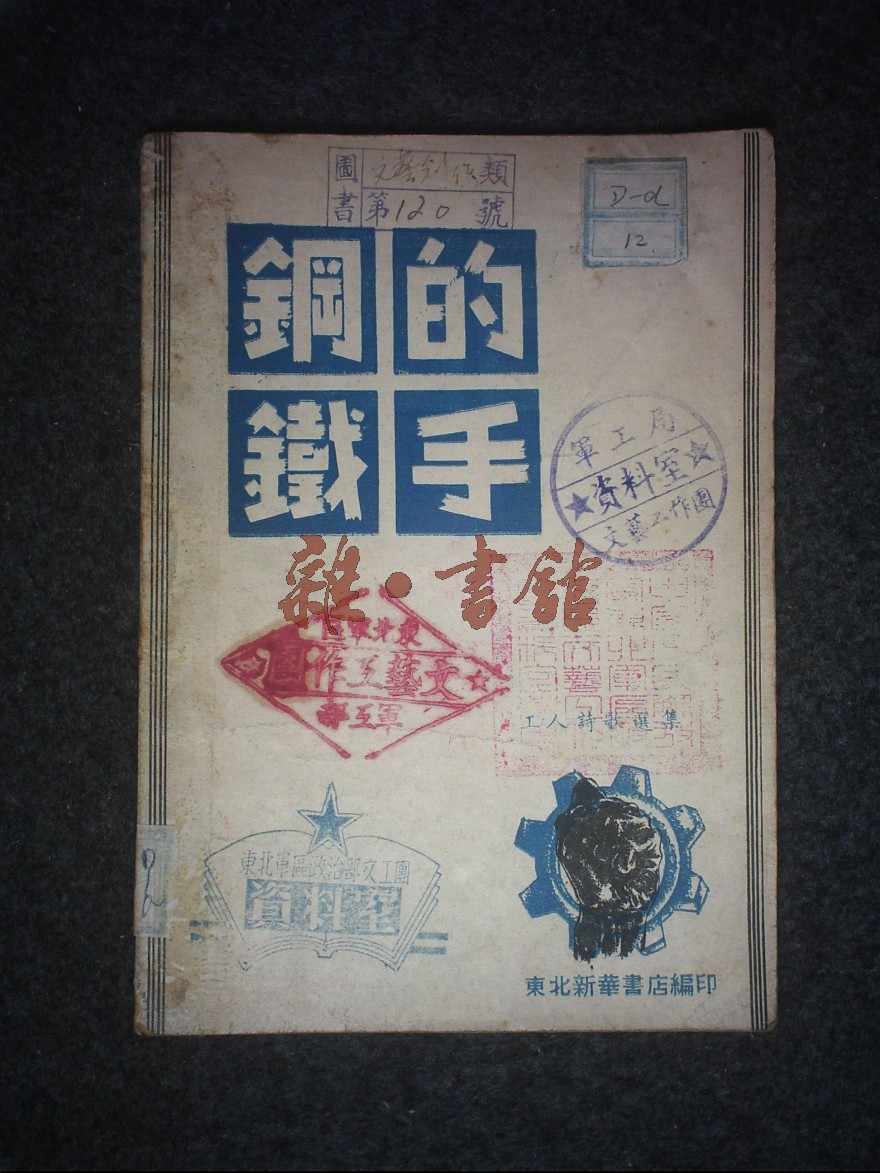 圖書
文藝創作類
第120號
D-d
12
鋼鐵
的手
軍工局
★資料室★
文藝工作團
雜·書館
東北軍區
☆文藝工作團
軍工部
工人詩歌選集
東北軍區政治部文工團
資料室
東北新華書店編印